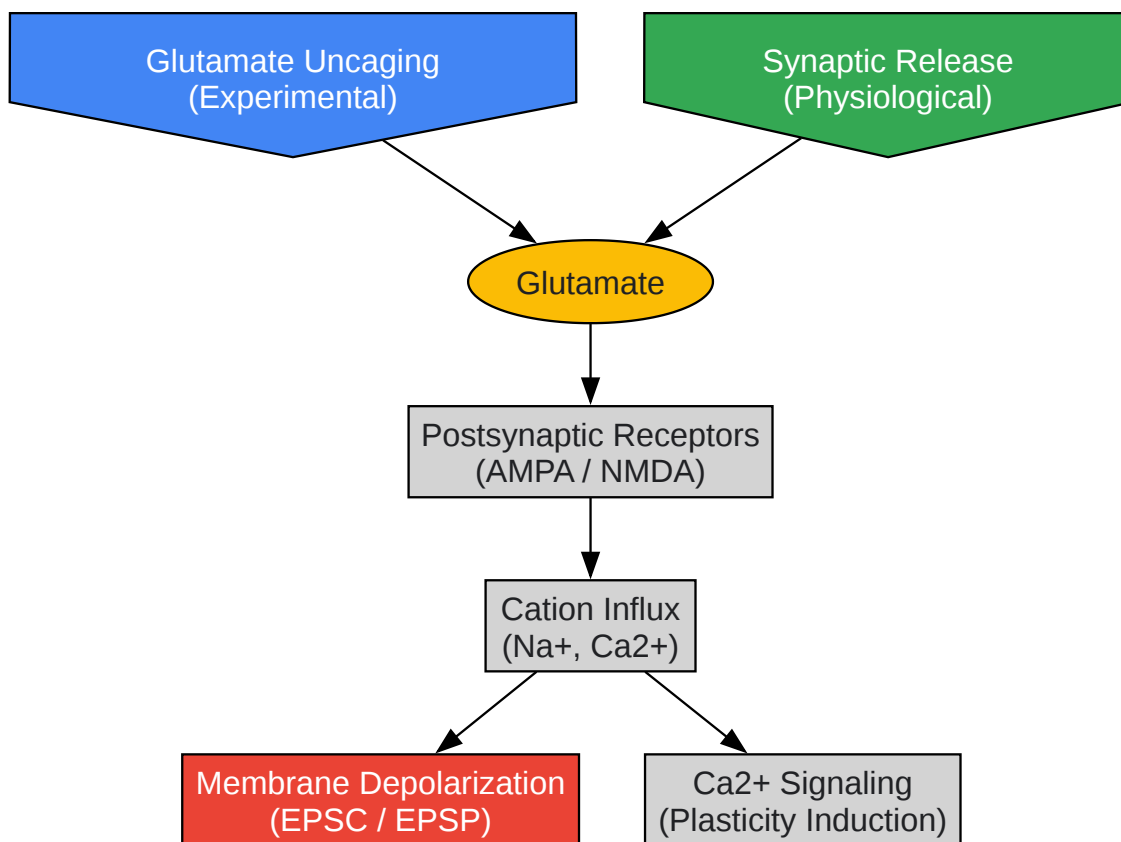 Glutamate Uncaging
(Experimental)
Synaptic Release
(Physiological)
Glutamate
Postsynaptic Receptors
(AMPA / NMDA)
Cation Influx
(Na+, Ca2+)
Membrane Depolarization
(EPSC / EPSP)
Ca2+ Signaling
(Plasticity Induction)